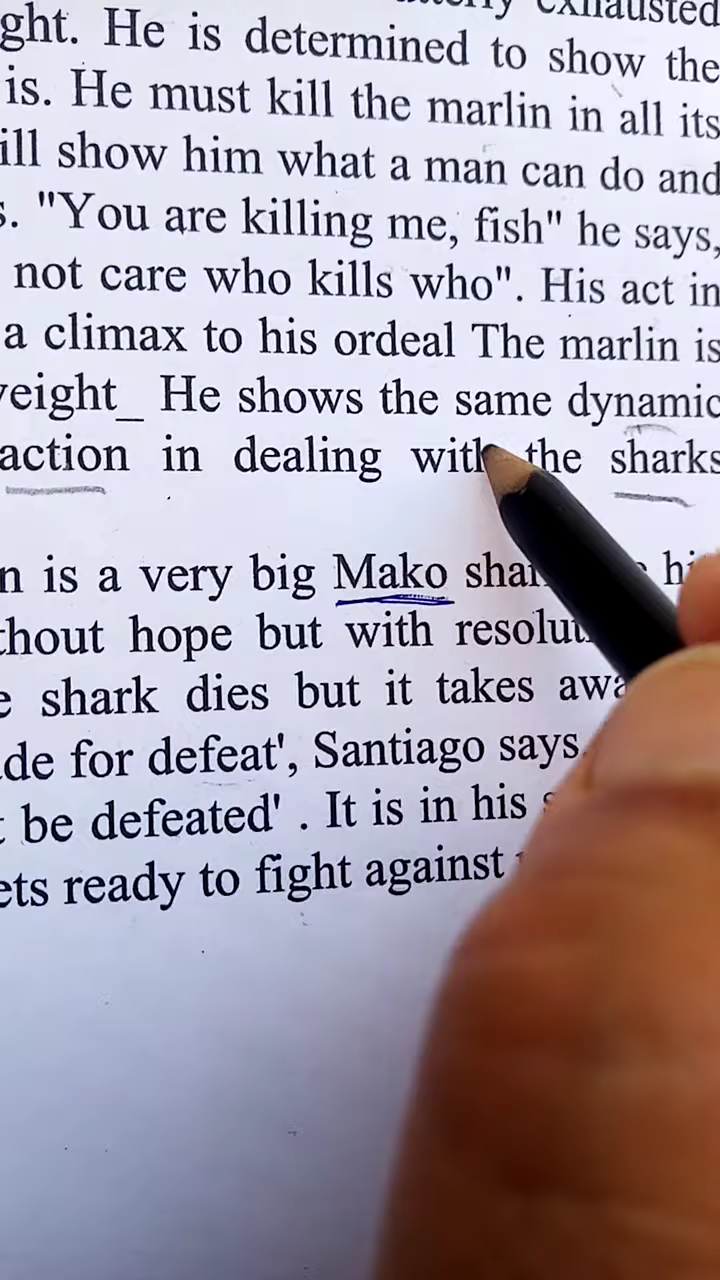 exhausted
ght. He is determined to show the
is. He must kill the marlin in all its
ill show him what a man can do and
s. "You are killing me, fish" he says,
not care who kills who". His act in
a climax to his ordeal The marlin is
eight_ He shows the same dynamic
action in dealing with the sharks
n is a very big Mako shar hi
thout hope but with resolut
e shark dies but it takes awa
de for defeat', Santiago says
t be defeated' . It is in his s
ets ready to fight against